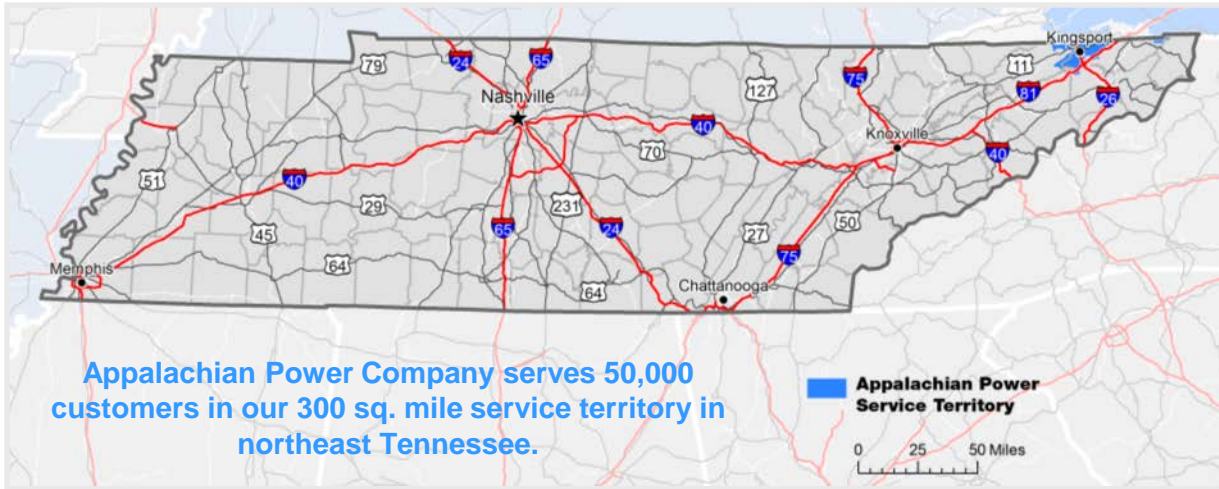 Kingsport
79
24
65
11
75
127
81
26
Nashville
40
Knoxville
70
40
51
40
29
231
45
65
24
27
50
75
64
Memphis
64
Chattanooga
Appalachian Power Company serves 50,000
customers in our 300 sq. mile service territory in
northeast Tennessee.
Appalachian Power
Service Territory
0 25 50 Miles